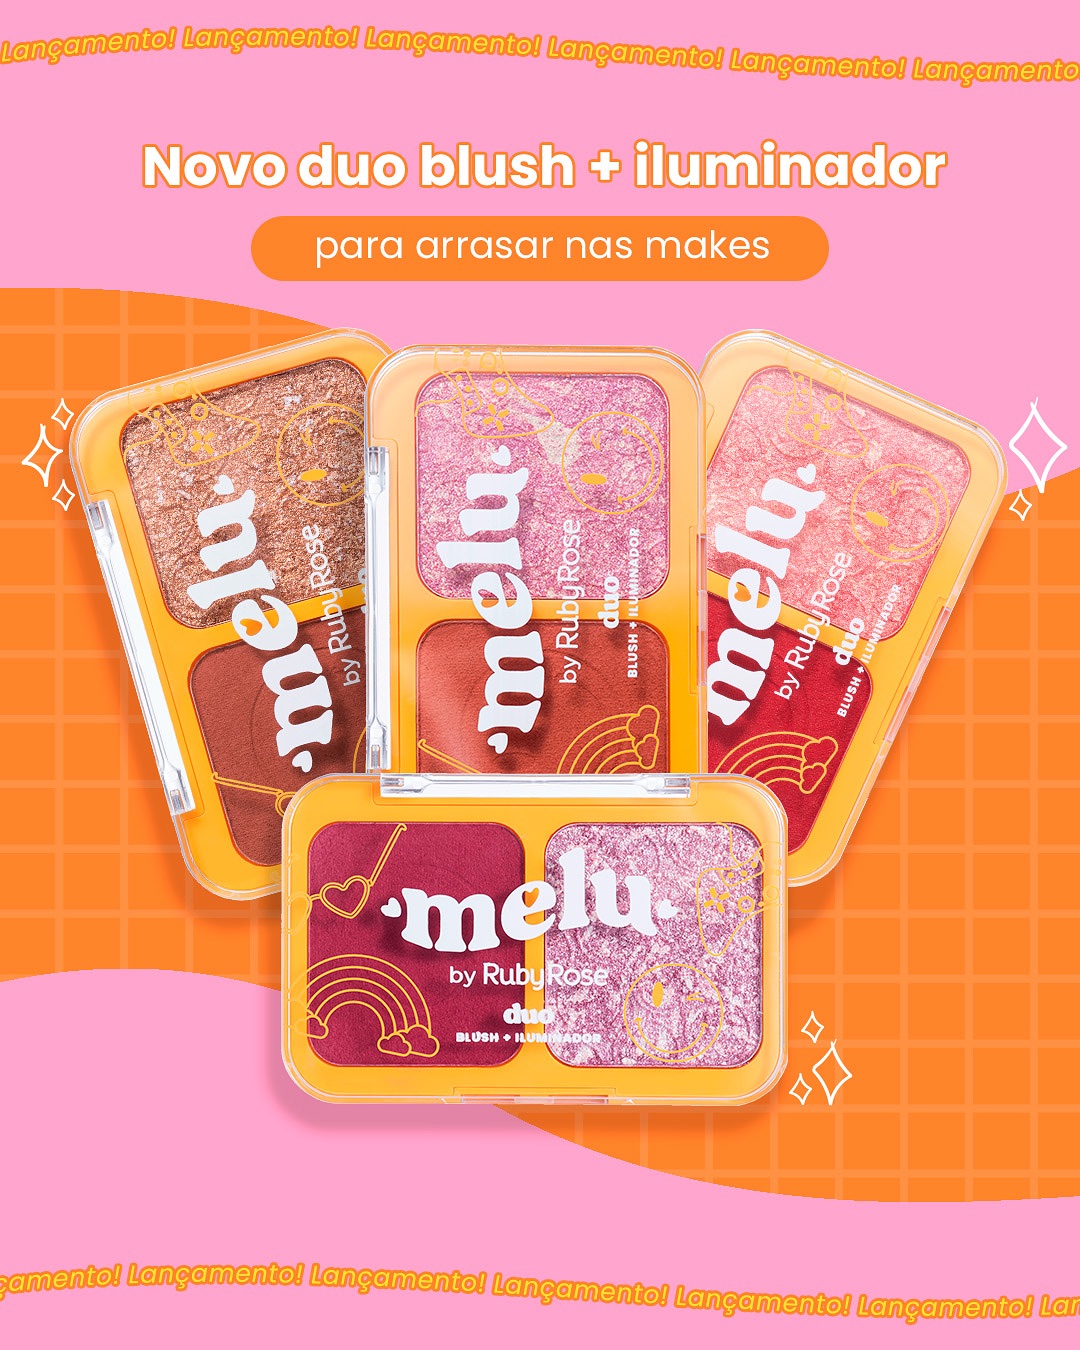 Lançamento! Lançamento! Lançamento! Lançamento! Lançamento! Lançamento
Novo duo blush + iluminador
para arrasar nas makes
melu
by RubyRose
melu
by RubyRose
duo
BLUSH + ILUMINADOR
melu
by RubyRose
duo
BLUSH + ILUMINADOR
melu
by RubyRose
duo
BLUSH + ILUMINADOR
çamento! Lançamento! Lançamento! Lançamento! Lançamento! Lançamento! Lan